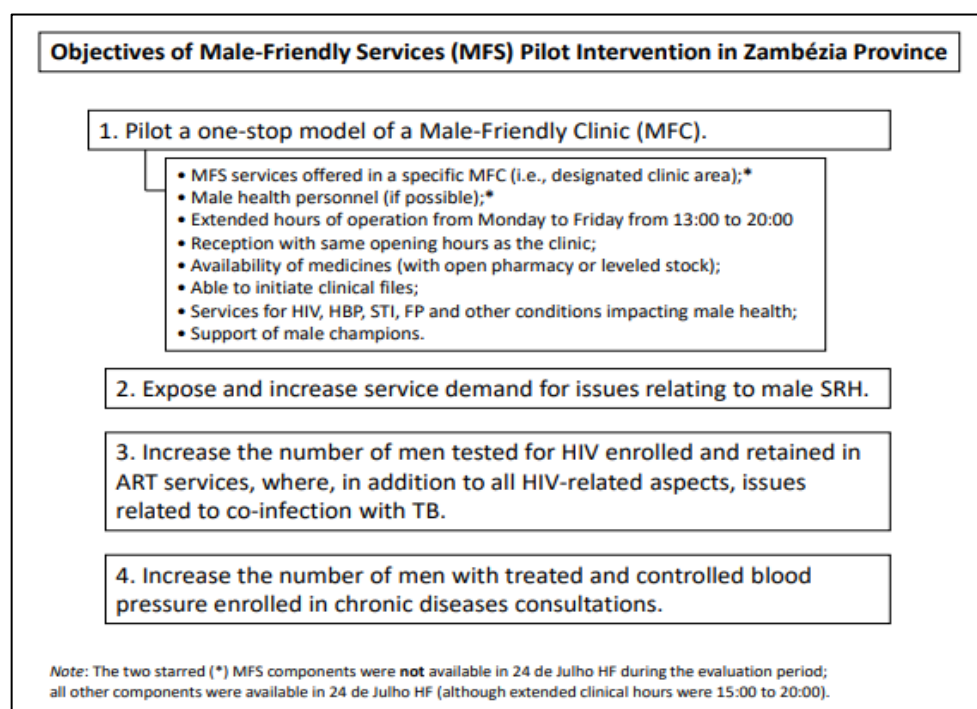 Objectives of Male-Friendly Services (MFS) Pilot Intervention in Zambézia Province
1. Pilot a one-stop model of a Male-Friendly Clinic (MFC).
• MFS services offered in a specific MFC (i.e., designated clinic area);*
• Male health personnel (if possible);*
• Extended hours of operation from Monday to Friday from 13:00 to 20:00
• Reception with same opening hours as the clinic;
• Availability of medicines (with open pharmacy or leveled stock);
• Able to initiate clinical files;
• Services for HIV, HBP, STI, FP and other conditions impacting male health;
• Support of male champions.
2. Expose and increase service demand for issues relating to male SRH.
3. Increase the number of men tested for HIV enrolled and retained in
ART services, where, in addition to all HIV-related aspects, issues
related to co-infection with TB.
4. Increase the number of men with treated and controlled blood
pressure enrolled in chronic diseases consultations.
Note: The two starred (*) MFS components were not available in 24 de Julho HF during the evaluation period;
all other components were available in 24 de Julho HF (although extended clinical hours were 15:00 to 20:00).